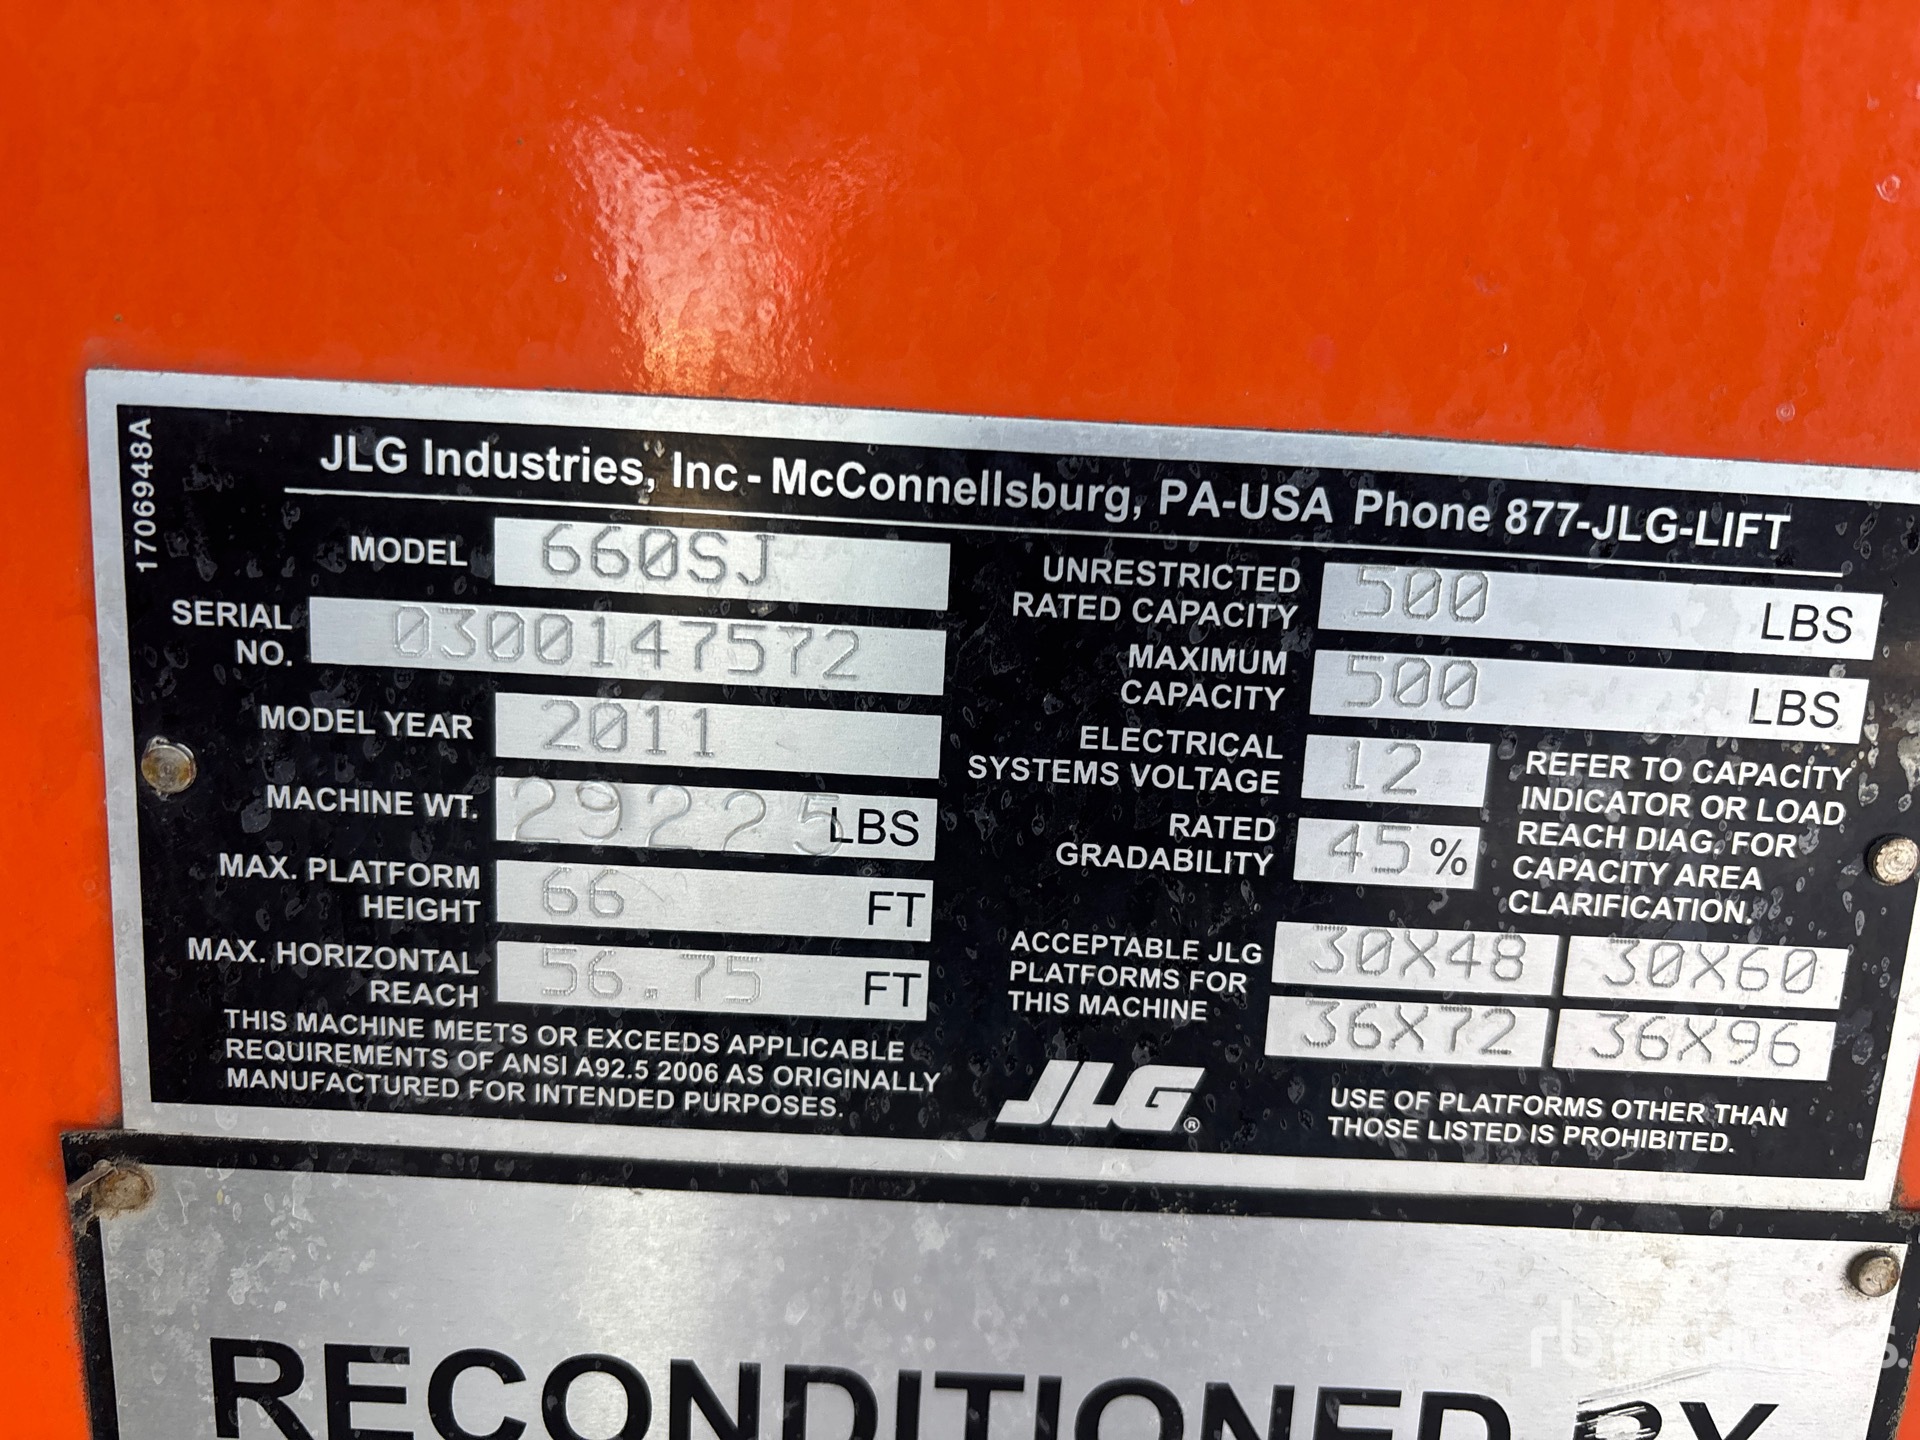 1706948A
JLG Industries, Inc - McConnellsburg, PA-USA Phone 877-JLG-LIFT
MODEL 660SJ
SERIAL NO. 0300147572
MODEL YEAR 2011
MACHINE WT. 29225 LBS
MAX. PLATFORM HEIGHT 66 FT
MAX. HORIZONTAL REACH 56.75 FT
THIS MACHINE MEETS OR EXCEEDS APPLICABLE
REQUIREMENTS OF ANSI A92.5 2006 AS ORIGINALLY
MANUFACTURED FOR INTENDED PURPOSES.
UNRESTRICTED RATED CAPACITY 500 LBS
MAXIMUM CAPACITY 500 LBS
ELECTRICAL SYSTEMS VOLTAGE 12
RATED GRADABILITY 45 %
REFER TO CAPACITY
INDICATOR OR LOAD
REACH DIAG. FOR
CAPACITY AREA
CLARIFICATION.
ACCEPTABLE JLG
PLATFORMS FOR
THIS MACHINE
30X48 30X60
36X72 36X96
JLG®
USE OF PLATFORMS OTHER THAN
THOSE LISTED IS PROHIBITED.
RECONDITIONED BY